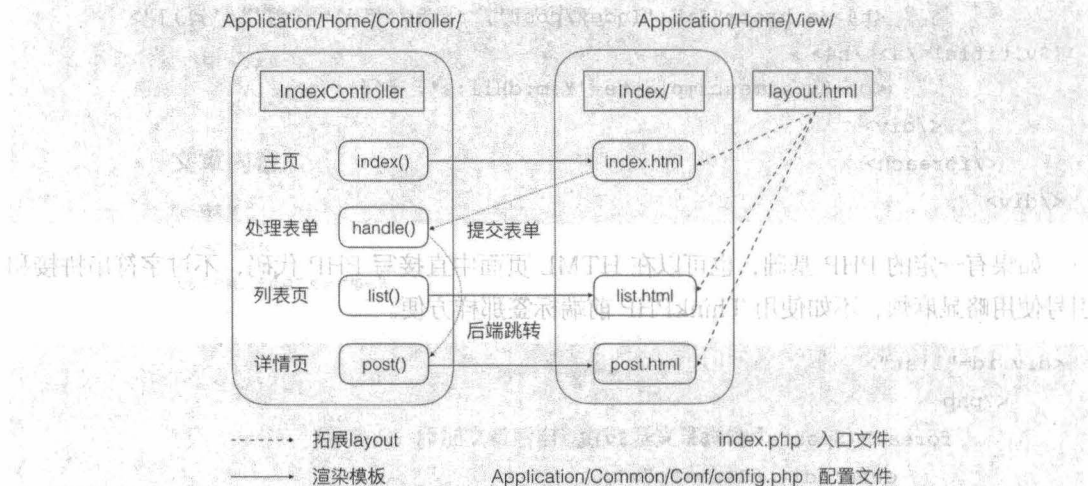 Application/Home/Controller/
Application/Home/View/
IndexController
Index/
layout.html
主页
index()
index.html
处理表单
handle()
提交表单
列表页
list()
list.html
后端跳转
详情页
post()
post.html
拓展layout
index.php 入口文件
渲染模板
Application/Common/Conf/config.php 配置文件